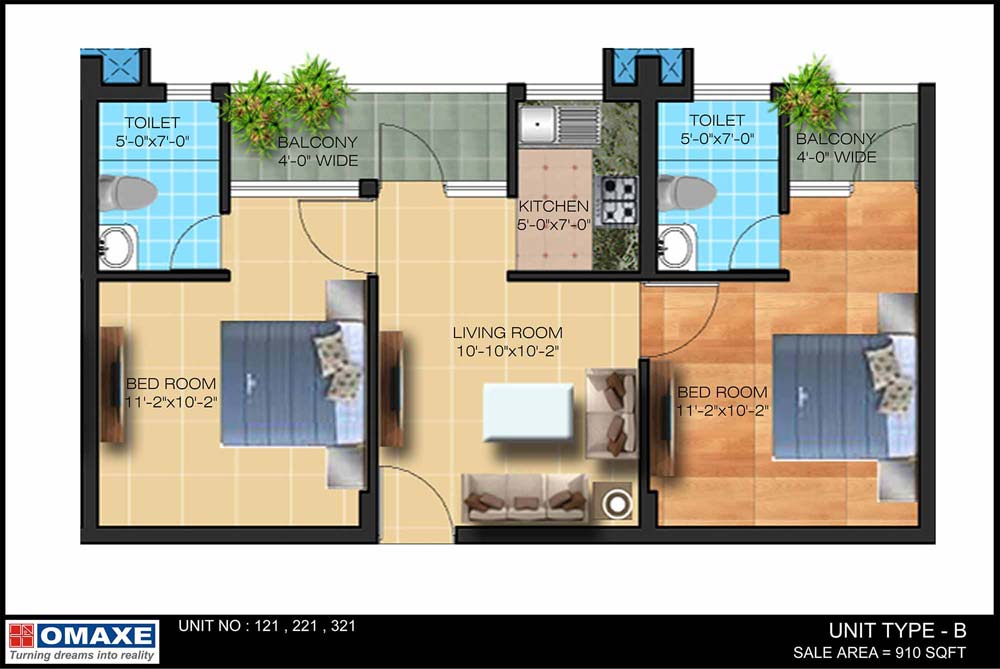 TOILET
5'-0"x7'-0"
BALCONY
4'-0" WIDE
KITCHEN
5'-0"x7'-0"
TOILET
5'-0"x7'-0"
BALCONY
4'-0" WIDE
LIVING ROOM
10'-10"x10'-2"
BED ROOM
11'-2"x10'-2"
BED ROOM
11'-2"x10'-2"
OMAXE
Turning dreams into reality
UNIT NO : 121 , 221 , 321
UNIT TYPE - B
SALE AREA = 910 SQFT